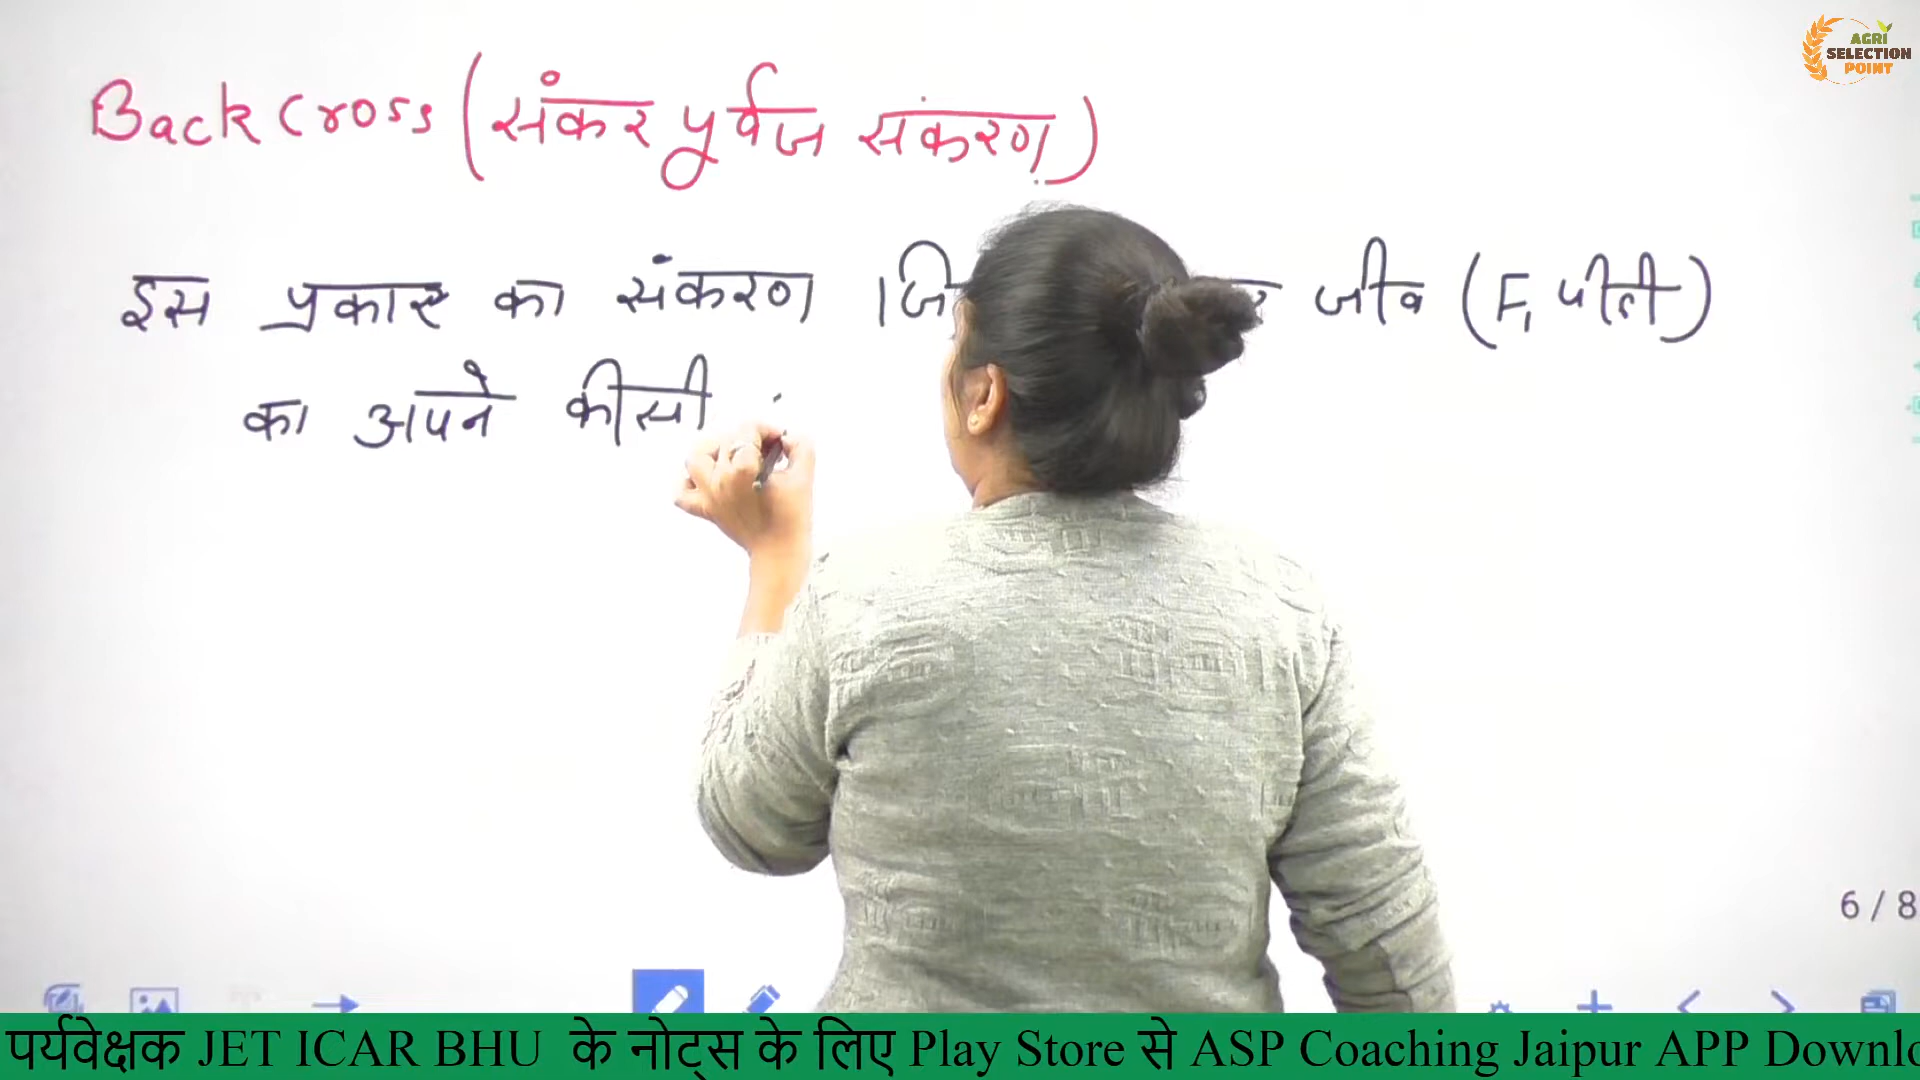 AGRI
SELECTION
POINT
Back Cross (संकर पूर्वज संकरण)
इस प्रकार का संकरण जीव (F₁ पीढी)
का अपने कीसी
6 / 8
पर्यवेक्षक JET ICAR BHU के नोट्स के लिए Play Store से ASP Coaching Jaipur APP Downlo